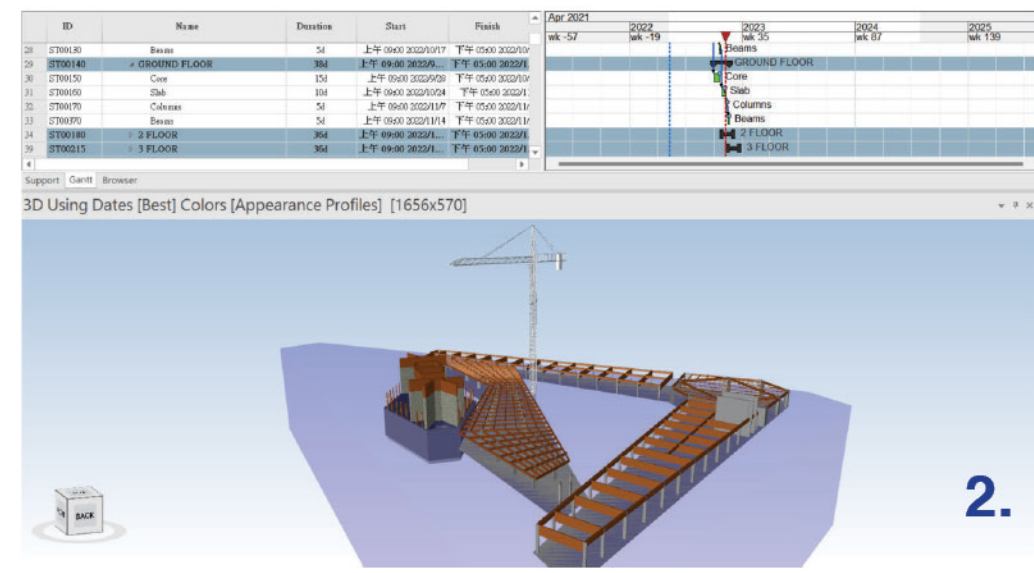 Apr 2021
ID Name Duration Start Finish 2022 2023 2024 2025
wk -57 wk -19 wk 35 wk 87 wk 139
28 ST00130 Beams 5d 上午 09:00 2022/10/17 下午 05:00 2022/10/ Beams
29 ST00140 GROUND FLOOR 38d 上午 09:00 2022/9... 下午 05:00 2022/1 GROUND FLOOR
30 ST00150 Core 15d 上午 09:00 2022/9/28 下午 05:00 2022/10/ Core
31 ST00160 Slab 10d 上午 09:00 2022/10/24 下午 05:00 2022/1 Slab
32 ST00170 Columns 5d 上午 09:00 2022/11/7 下午 05:00 2022/11/ Columns
33 ST00370 Beams 5d 上午 09:00 2022/11/14 下午 05:00 2022/11/ Beams
34 ST00180 2 FLOOR 36d 上午 09:00 2022/1... 下午 05:00 2022/1 2 FLOOR
39 ST00215 3 FLOOR 36d 上午 09:00 2022/1... 下午 05:00 2022/1 3 FLOOR
Support Gantt Browser
3D Using Dates [Best] Colors [Appearance Profiles] [1656x570]
BACK
2.